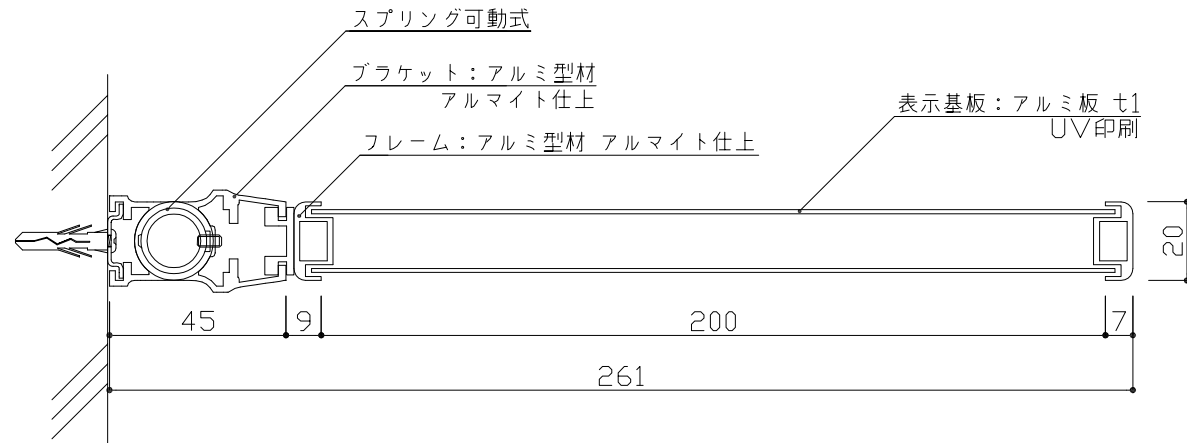 スプリング可動式
ブラケット：アルミ型材
アルマイト仕上
表示基板：アルミ板 t1
UV印刷
フレーム：アルミ型材 アルマイト仕上
20
45
9
200
7
261